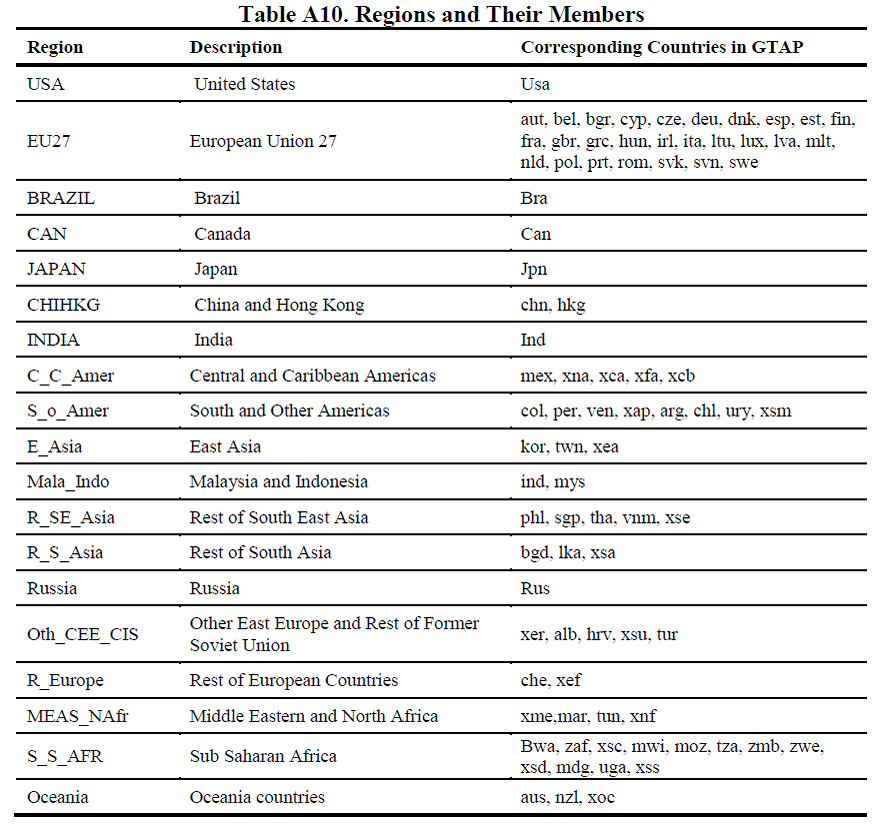 Table A10. Regions and Their Members
Region Description Corresponding Countries in GTAP
USA United States Usa
EU27 European Union 27 aut, bel, bgr, cyp, cze, deu, dnk, esp, est, fin,
fra, gbr, grc, hun, irl, ita, ltu, lux, lva, mlt,
nld, pol, prt, rom, svk, svn, swe
BRAZIL Brazil Bra
CAN Canada Can
JAPAN Japan Jpn
CHIHKG China and Hong Kong chn, hkg
INDIA India Ind
C_C_Amer Central and Caribbean Americas mex, xna, xca, xfa, xcb
S_o_Amer South and Other Americas col, per, ven, xap, arg, chl, ury, xsm
E_Asia East Asia kor, twn, xea
Mala_Indo Malaysia and Indonesia ind, mys
R_SE_Asia Rest of South East Asia phl, sgp, tha, vnm, xse
R_S_Asia Rest of South Asia bgd, lka, xsa
Russia Russia Rus
Oth_CEE_CIS Other East Europe and Rest of Former
Soviet Union xer, alb, hrv, xsu, tur
R_Europe Rest of European Countries che, xef
MEAS_NAfr Middle Eastern and North Africa xme,mar, tun, xnf
S_S_AFR Sub Saharan Africa Bwa, zaf, xsc, mwi, moz, tza, zmb, zwe,
xsd, mdg, uga, xss
Oceania Oceania countries aus, nzl, xoc